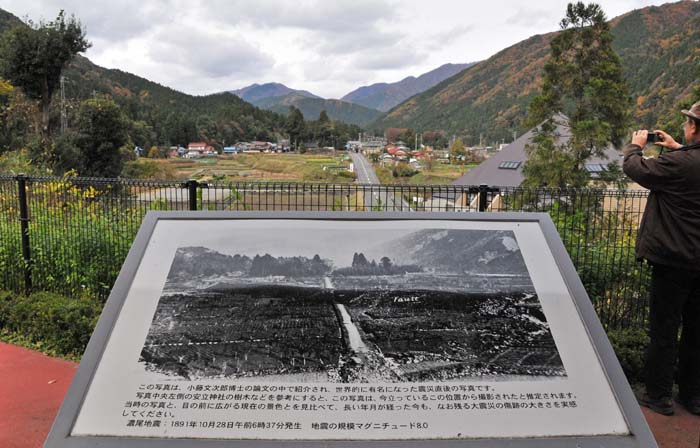 Fault
この写真は、小藤文次郎博士の論文の中で紹介され、世界的に有名になった震災直後の写真です。
写真中央左側の安立神社の樹木などを参考にすると、この写真は、今立っているこの位置から撮影されたと推定されます。
当時の写真と、目の前に広がる現在の景色とを見比べて、長い年月が経った今も、なお残る大震災の傷跡の大きさを実感
してください。
濃尾地震：1891年10月28日午前6時37分発生　地震の規模マグニチュード8.0